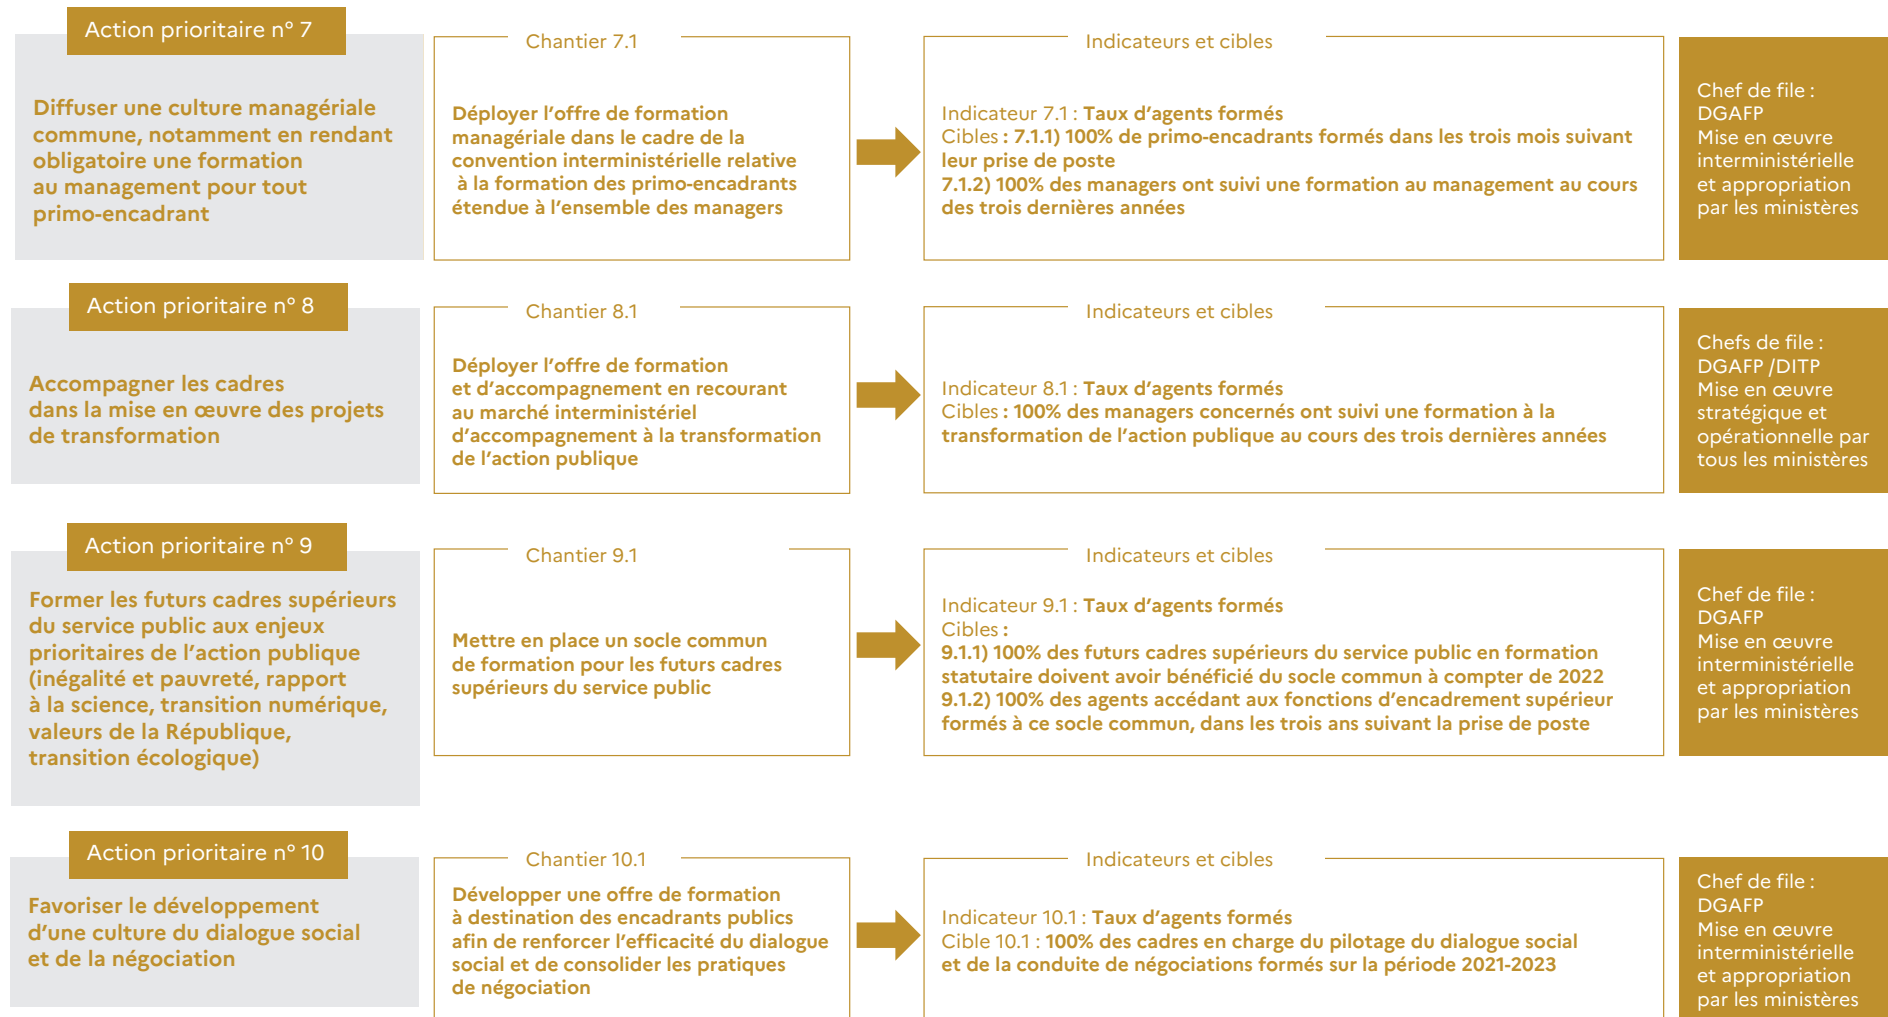 Action prioritaire n° 7
Diffuser une culture managériale
commune, notamment en rendant
obligatoire une formation
au management pour tout
primo-encadrant
Chantier 7.1
Déployer l'offre de formation
managériale dans le cadre de la
convention interministérielle relative
à la formation des primo-encadrants
étendue à l'ensemble des managers
Indicateurs et cibles
Indicateur 7.1 : Taux d'agents formés
Cibles : 7.1.1) 100% de primo-encadrants formés dans les trois mois suivant
leur prise de poste
7.1.2) 100% des managers ont suivi une formation au management au cours
des trois dernières années
Chef de file :
DGAFP
Mise en œuvre
interministérielle
et appropriation
par les ministères
Action prioritaire n° 8
Accompagner les cadres
dans la mise en œuvre des projets
de transformation
Chantier 8.1
Déployer l'offre de formation
et d'accompagnement en recourant
au marché interministériel
d'accompagnement à la transformation
de l'action publique
Indicateurs et cibles
Indicateur 8.1 : Taux d'agents formés
Cibles : 100% des managers concernés ont suivi une formation à la
transformation de l'action publique au cours des trois dernières années
Chefs de file :
DGAFP /DITP
Mise en œuvre
stratégique et
opérationnelle par
tous les ministères
Action prioritaire n° 9
Former les futurs cadres supérieurs
du service public aux enjeux
prioritaires de l'action publique
(inégalité et pauvreté, rapport
à la science, transition numérique,
valeurs de la République,
transition écologique)
Chantier 9.1
Mettre en place un socle commun
de formation pour les futurs cadres
supérieurs du service public
Indicateurs et cibles
Indicateur 9.1 : Taux d'agents formés
Cibles :
9.1.1) 100% des futurs cadres supérieurs du service public en formation
statutaire doivent avoir bénéficié du socle commun à compter de 2022
9.1.2) 100% des agents accédant aux fonctions d'encadrement supérieur
formés à ce socle commun, dans les trois ans suivant la prise de poste
Chef de file :
DGAFP
Mise en œuvre
interministérielle
et appropriation
par les ministères
Action prioritaire n° 10
Favoriser le développement
d'une culture du dialogue social
et de la négociation
Chantier 10.1
Développer une offre de formation
à destination des encadrants publics
afin de renforcer l'efficacité du dialogue
social et de consolider les pratiques
de négociation
Indicateurs et cibles
Indicateur 10.1 : Taux d'agents formés
Cible 10.1 : 100% des cadres en charge du pilotage du dialogue social
et de la conduite de négociations formés sur la période 2021-2023
Chef de file :
DGAFP
Mise en œuvre
interministérielle
et appropriation
par les ministères